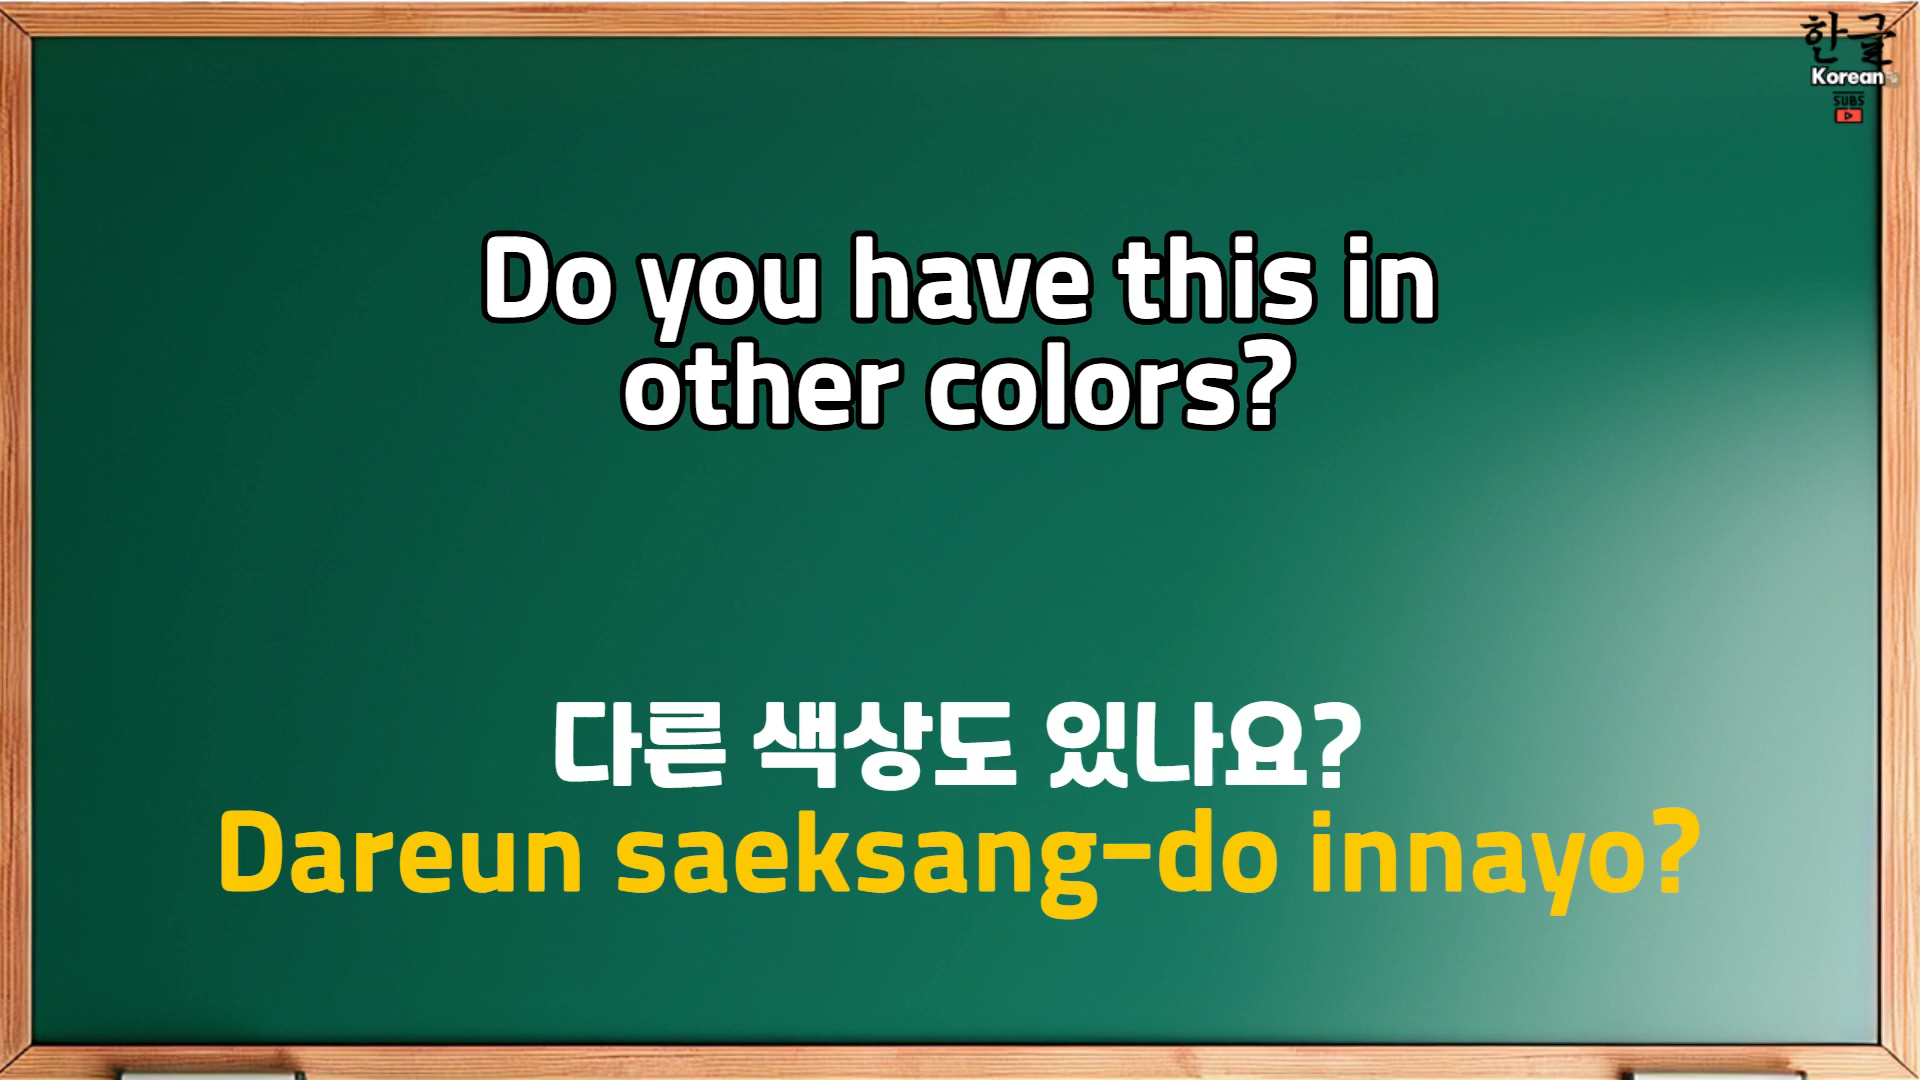 한글
Korean
SUBS
Do you have this in
other colors?
다른 색상도 있나요?
Dareun saeksang-do innayo?